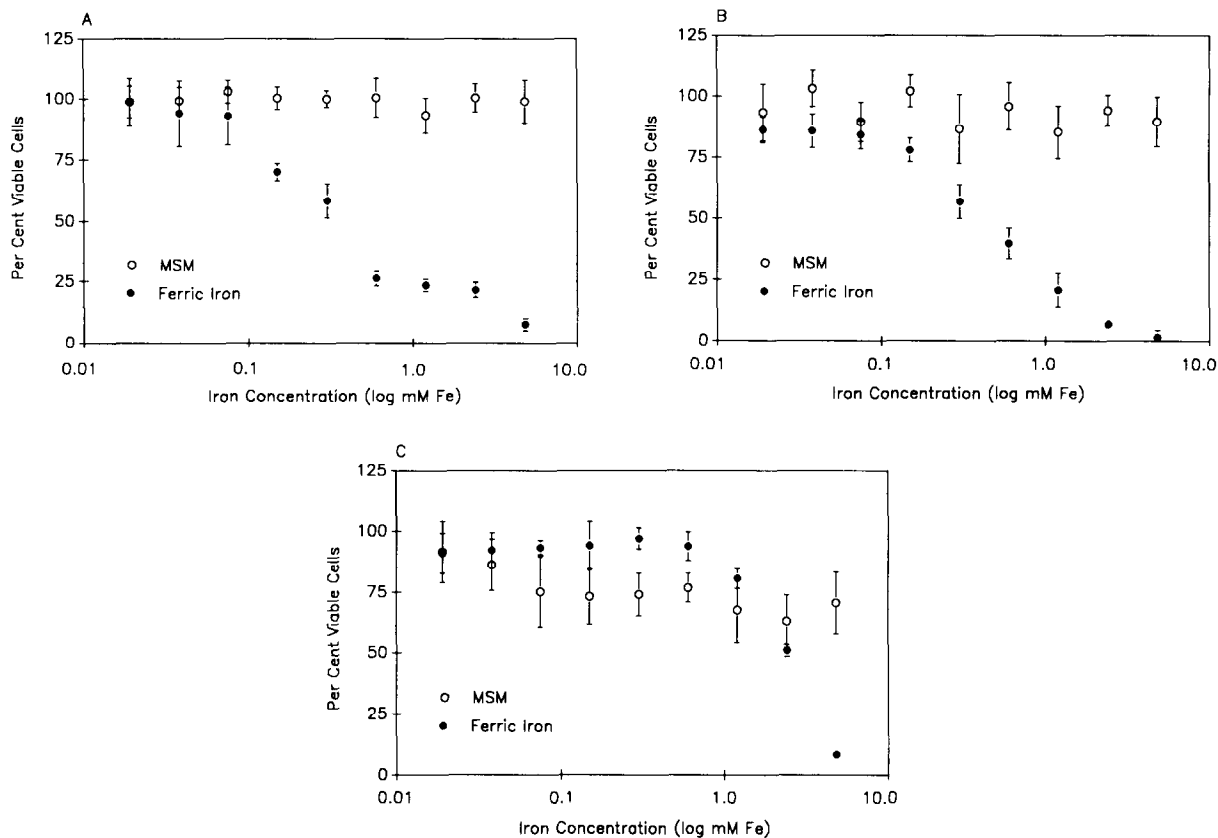 A
Per Cent Viable Cells
125
100
75
50
25
0
MSM
Ferric Iron
0.01
0.1
1.0
10.0
Iron Concentration (log mM Fe)
B
Per Cent Viable Cells
125
100
75
50
25
0
MSM
Ferric Iron
0.01
0.1
1.0
10.0
Iron Concentration (log mM Fe)
C
Per Cent Viable Cells
125
100
75
50
25
0
MSM
Ferric Iron
0.01
0.1
1.0
10.0
Iron Concentration (log mM Fe)